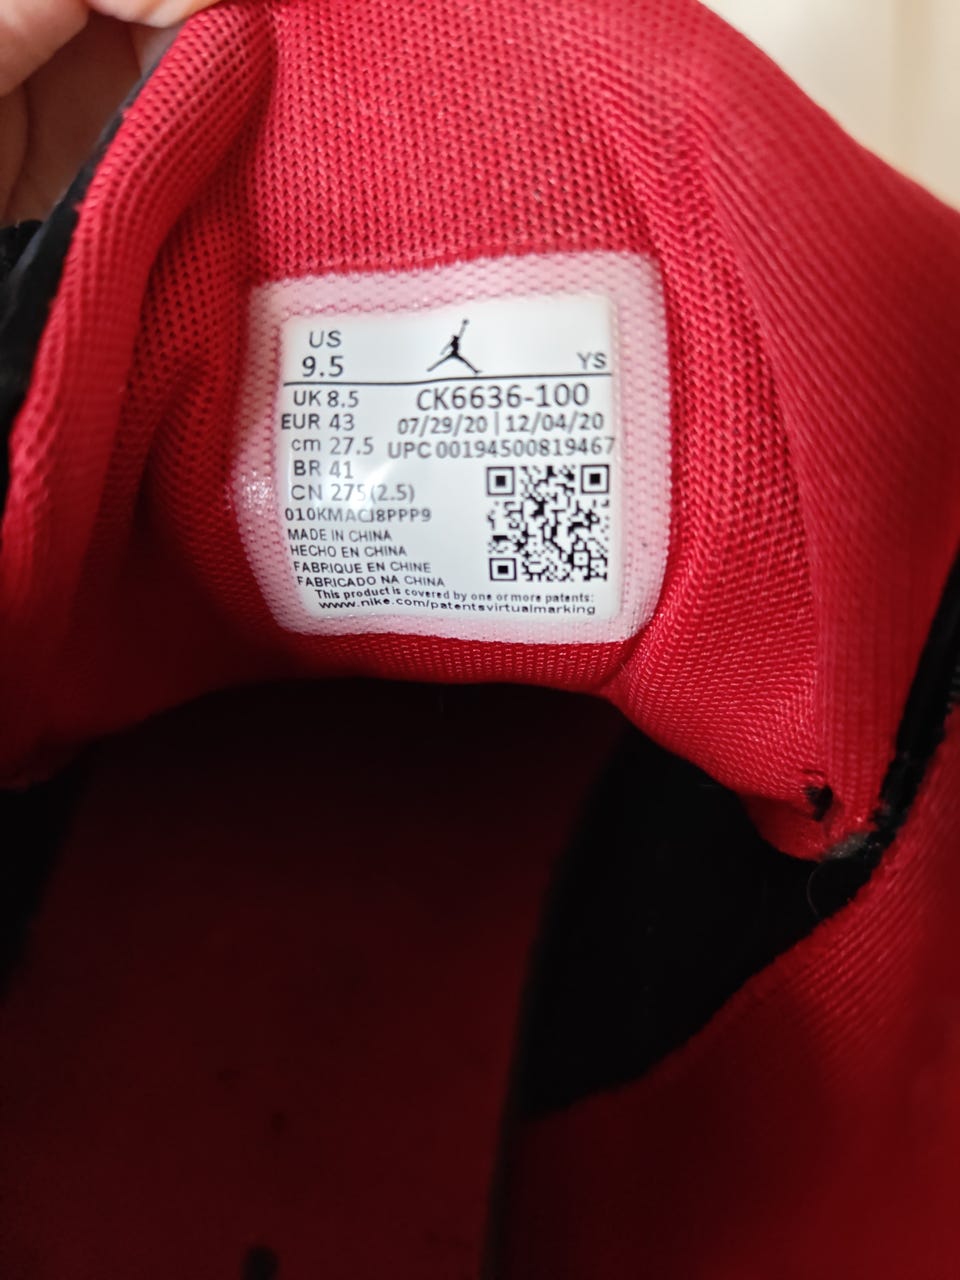 US
9.5
YS
UK 8.5
CK6636-100
EUR 43
07/29/20 | 12/04/20
cm 27.5
UPC 00194500819467
BR 41
CN 275(2.5)
010KMACJ8PPP9
MADE IN CHINA
HECHO EN CHINA
FABRIQUE EN CHINE
FABRICADO NA CHINA
This product is covered by one or more patents:
www.nike.com/patentsvirtualmarking